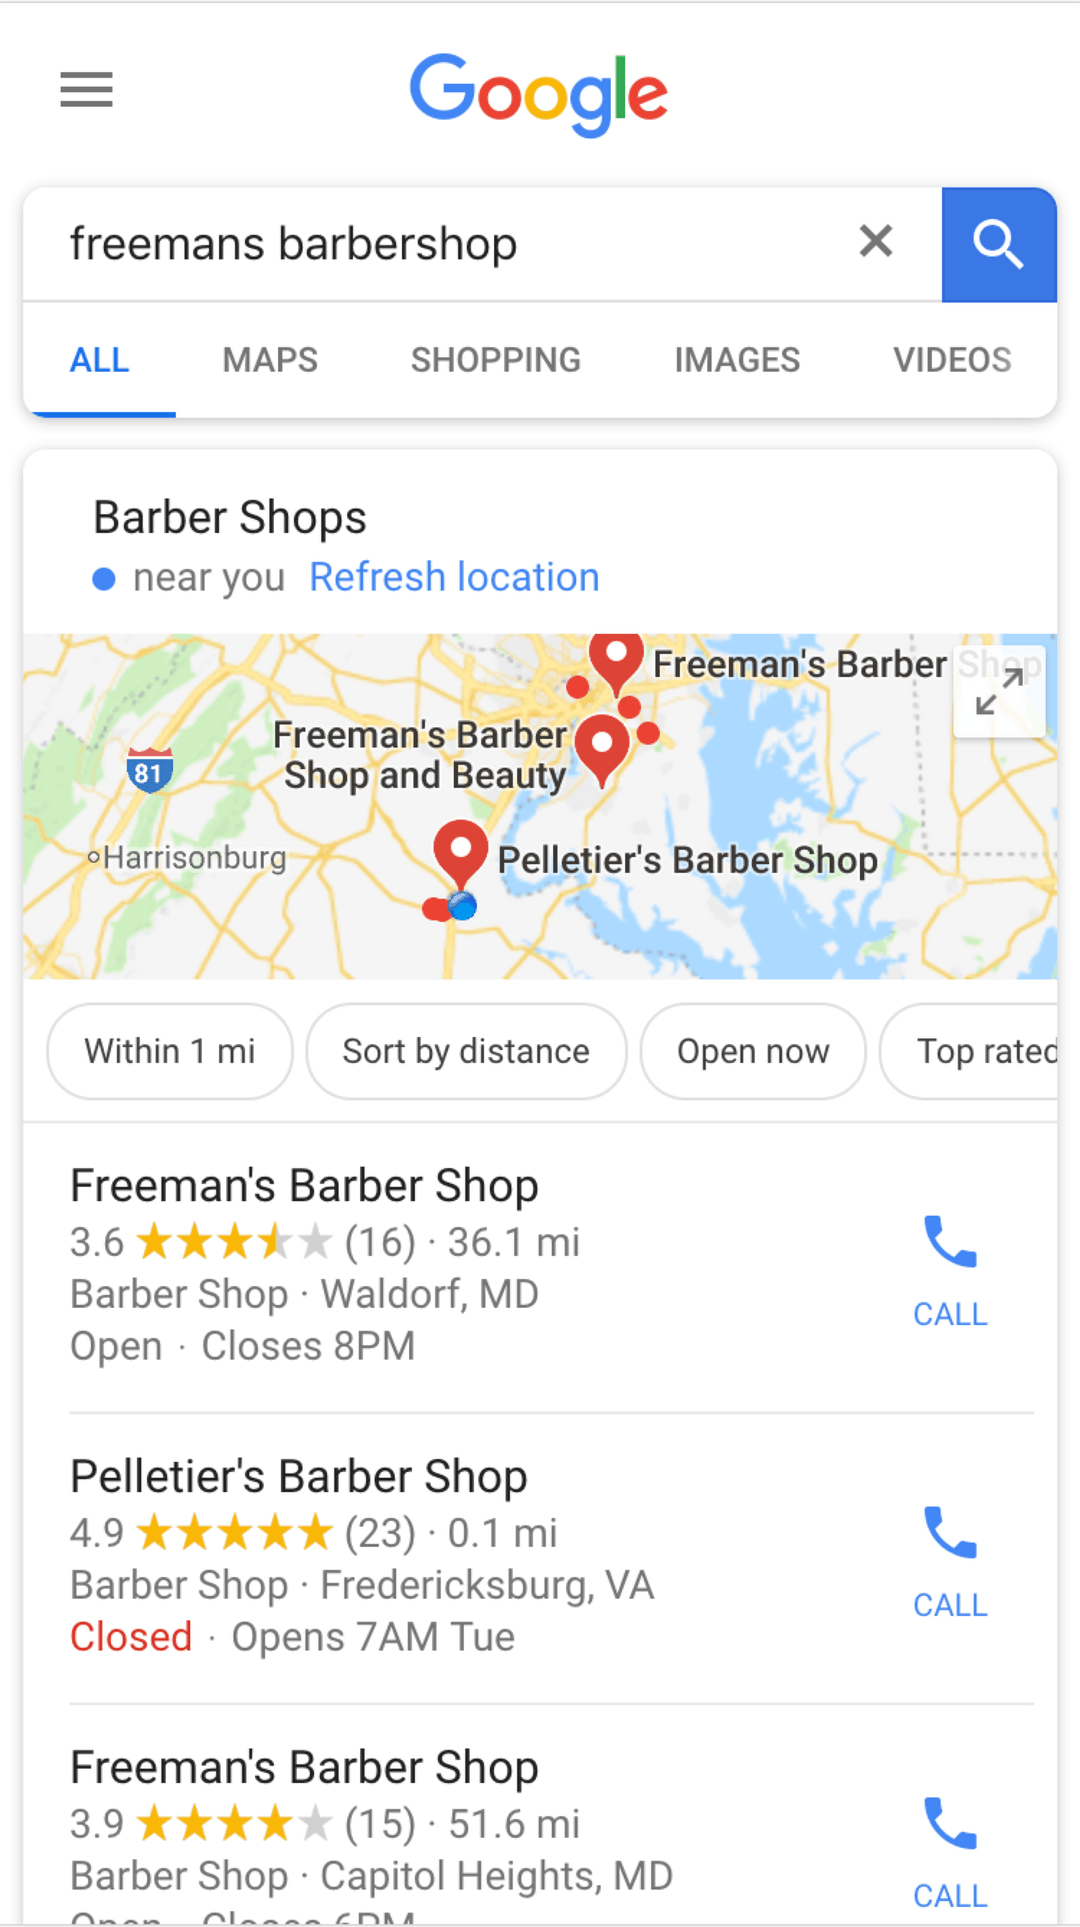 Google
freemans barbershop
ALL MAPS SHOPPING IMAGES VIDEOS
Barber Shops
near you Refresh location
Freeman's Barber Shop
Freeman's Barber
Shop and Beauty
81
Harrisonburg
Pelletier's Barber Shop
Within 1 mi Sort by distance Open now Top rated
Freeman's Barber Shop
3.6 (16) · 36.1 mi
Barber Shop · Waldorf, MD
Open · Closes 8PM
CALL
Pelletier's Barber Shop
4.9 (23) · 0.1 mi
Barber Shop · Fredericksburg, VA
Closed · Opens 7AM Tue
CALL
Freeman's Barber Shop
3.9 (15) · 51.6 mi
Barber Shop · Capitol Heights, MD
Open · Closes 6PM
CALL